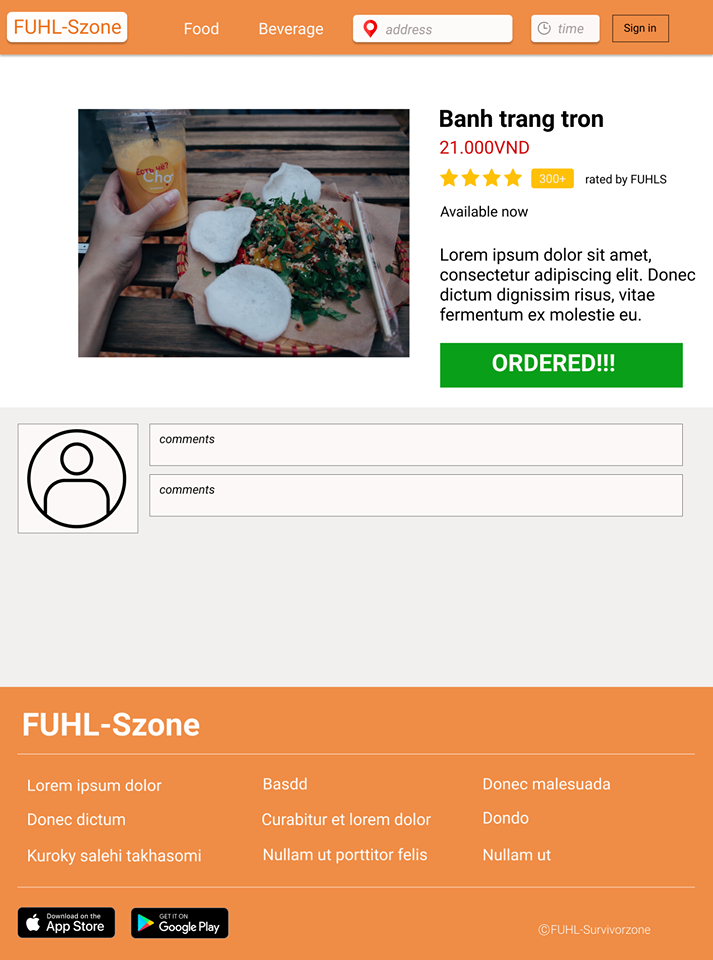 FUHL-Szone
Food
Beverage
address
time
Sign in
ЕСТЬ ЧЁ?
Chợ
Banh trang tron
21.000VND
300+
rated by FUHLS
Available now
Lorem ipsum dolor sit amet,
consectetur adipiscing elit. Donec
dictum dignissim risus, vitae
fermentum ex molestie eu.
ORDERED!!!
comments
comments
FUHL-Szone
Lorem ipsum dolor
Basdd
Donec malesuada
Donec dictum
Curabitur et lorem dolor
Dondo
Kuroky salehi takhasomi
Nullam ut porttitor felis
Nullam ut
Download on the
App Store
GET IT ON
Google Play
©FUHL-Survivorzone